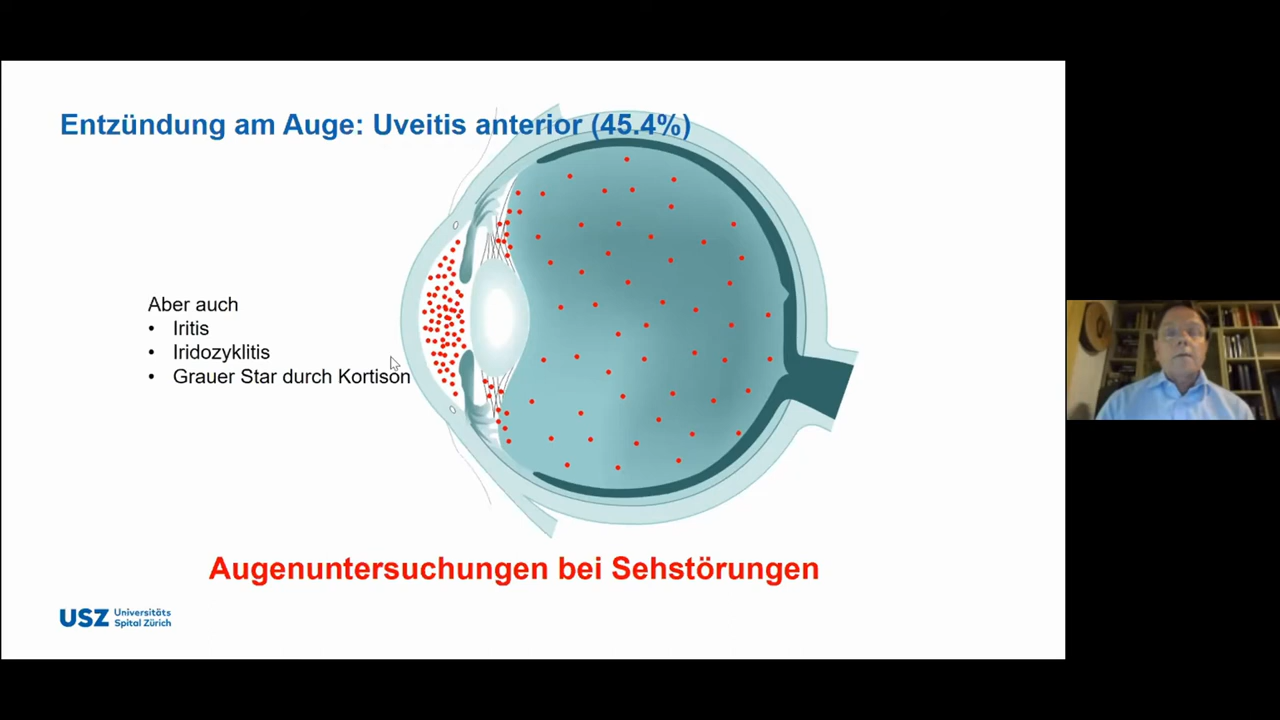 Entzündung am Auge: Uveitis anterior (45.4%)
Aber auch
• Iritis
• Iridozyklitis
• Grauer Star durch Kortison
Augenuntersuchungen bei Sehstörungen
USZ Universitäts
Spital Zürich